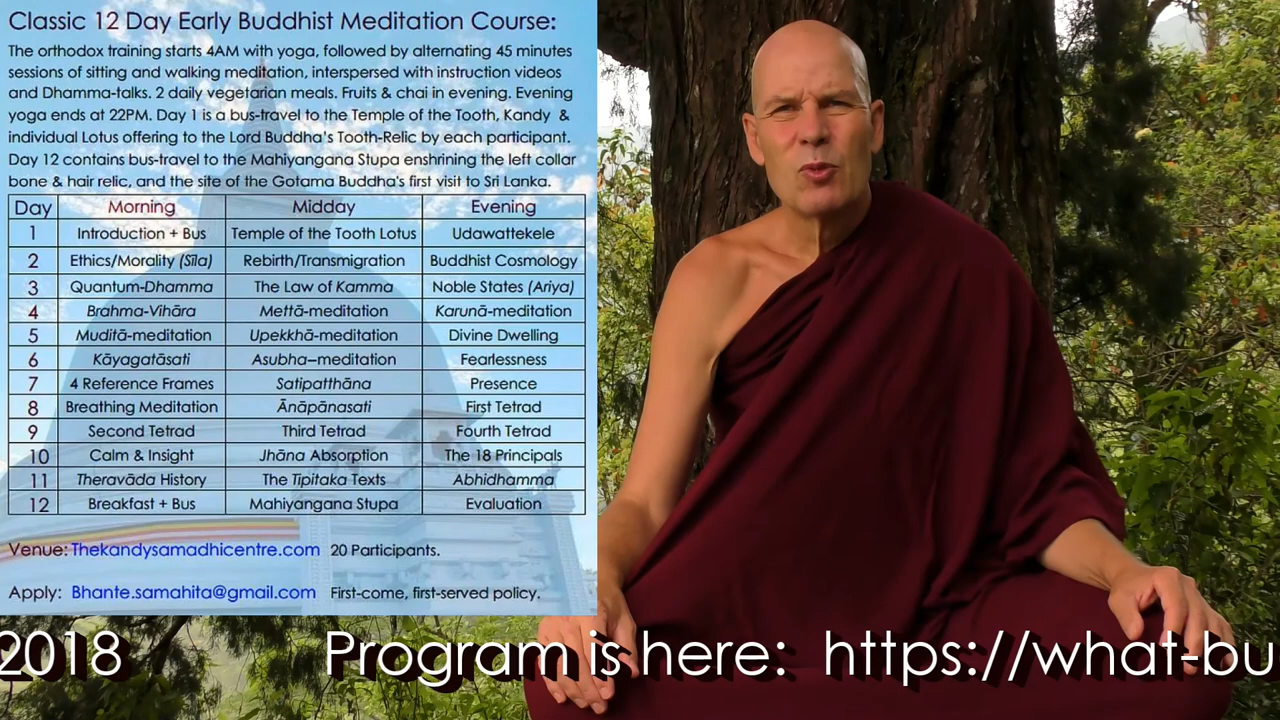 Classic 12 Day Early Buddhist Meditation Course:
The orthodox training starts 4AM with yoga, followed by alternating 45 minutes
sessions of sitting and walking meditation, interspersed with instruction videos
and Dhamma-talks. 2 daily vegetarian meals. Fruits & chai in evening. Evening
yoga ends at 22PM. Day 1 is a bus-travel to the Temple of the Tooth, Kandy &
individual Lotus offering to the Lord Buddha's Tooth-Relic by each participant.
Day 12 contains bus-travel to the Mahiyangana Stupa enshrining the left collar
bone & hair relic, and the site of the Gotama Buddha's first visit to Sri Lanka.
Day Morning Midday Evening
1 Introduction + Bus Temple of the Tooth Lotus Udawattekele
2 Ethics/Morality (Sīla) Rebirth/Transmigration Buddhist Cosmology
3 Quantum-Dhamma The Law of Kamma Noble States (Ariya)
4 Brahma-Vihāra Mettā-meditation Karunā-meditation
5 Muditā-meditation Upekkhā-meditation Divine Dwelling
6 Kāyagatāsati Asubha–meditation Fearlessness
7 4 Reference Frames Satipatthāna Presence
8 Breathing Meditation Ānāpānasati First Tetrad
9 Second Tetrad Third Tetrad Fourth Tetrad
10 Calm & Insight Jhāna Absorption The 18 Principals
11 Theravāda History The Tipitaka Texts Abhidhamma
12 Breakfast + Bus Mahiyangana Stupa Evaluation
Venue: Thekandysamadhicentre.com 20 Participants.
Apply: Bhante.samahita@gmail.com First-come, first-served policy.
2018 Program is here: https://what-bu